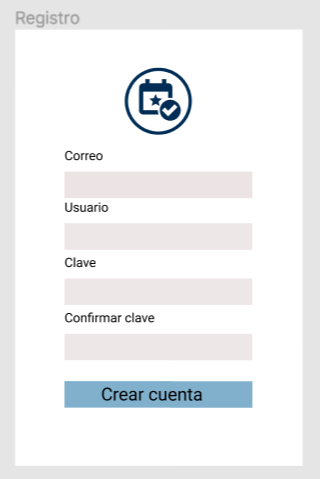 Registro
Correo
Usuario
Clave
Confirmar clave
Crear cuenta